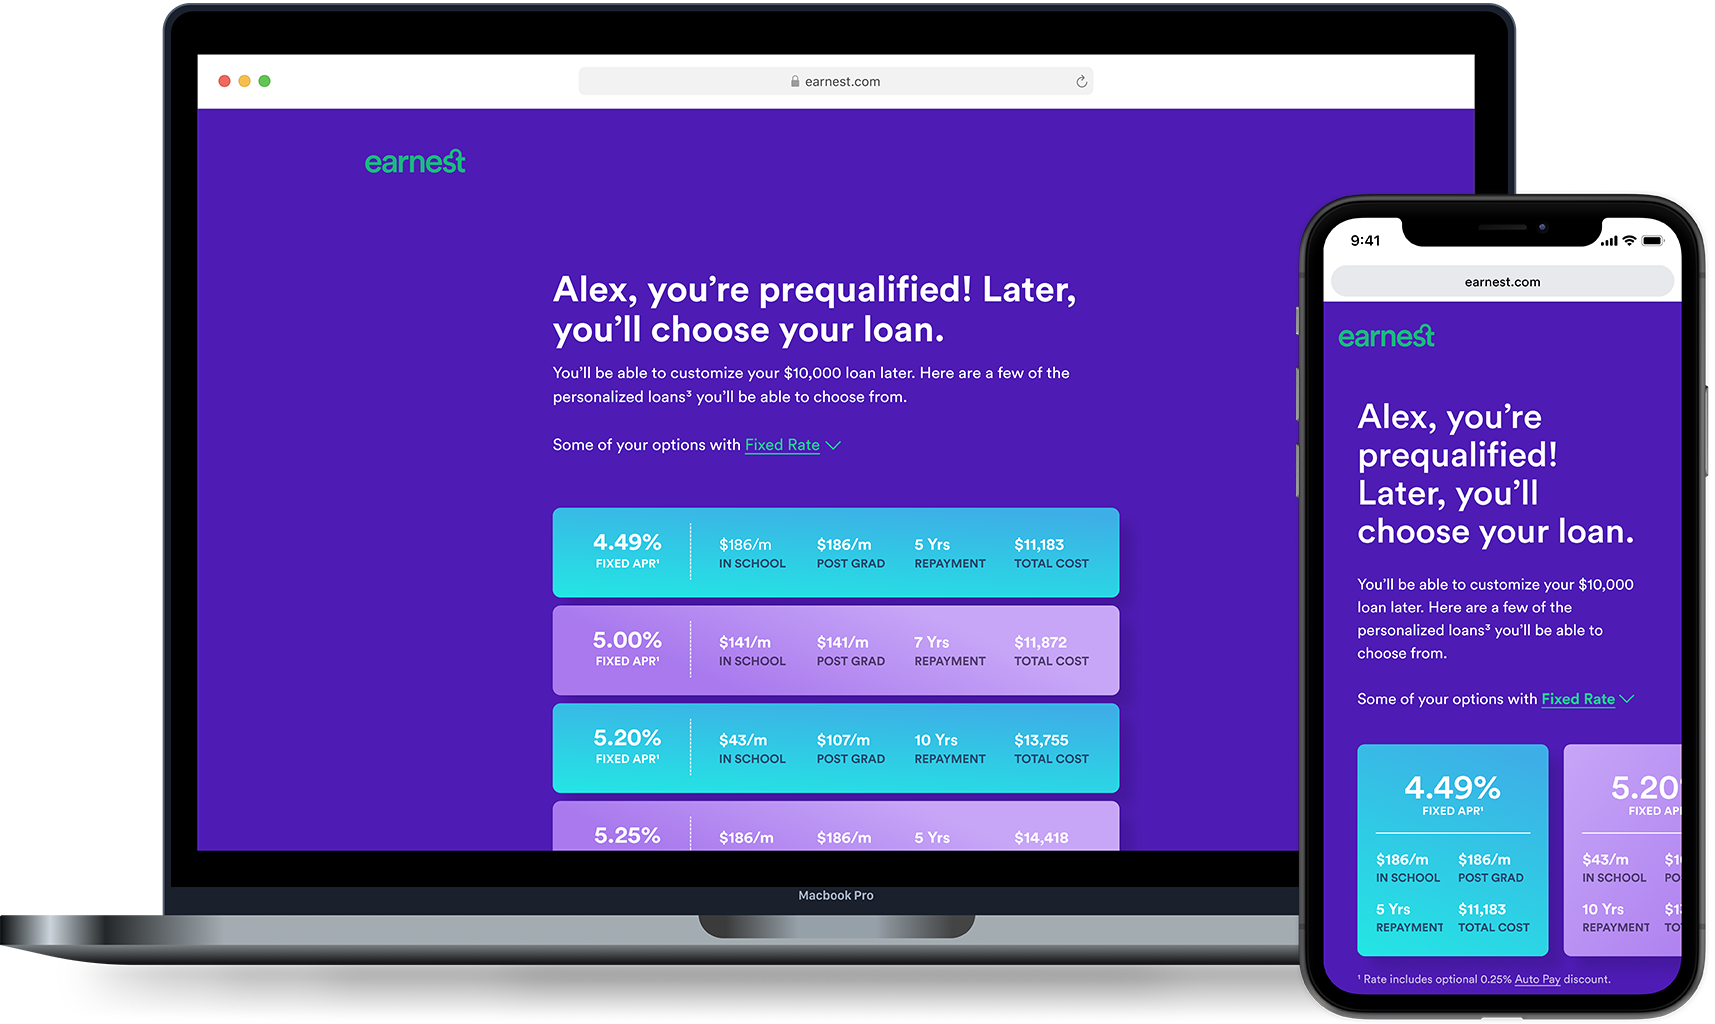 earnest.com
earnest
Alex, you’re prequalified! Later,
you’ll choose your loan.
You’ll be able to customize your $10,000 loan later. Here are a few of the
personalized loans³ you’ll be able to choose from.
Some of your options with Fixed Rate
4.49% $186/m $186/m 5 Yrs $11,183
FIXED APR¹ IN SCHOOL POST GRAD REPAYMENT TOTAL COST
5.00% $141/m $141/m 7 Yrs $11,872
FIXED APR¹ IN SCHOOL POST GRAD REPAYMENT TOTAL COST
5.20% $43/m $107/m 10 Yrs $13,755
FIXED APR¹ IN SCHOOL POST GRAD REPAYMENT TOTAL COST
5.25% $186/m $186/m 5 Yrs $14,418
Macbook Pro
9:41
earnest.com
earnest
Alex, you’re
prequalified!
Later, you’ll
choose your loan.
You’ll be able to customize your $10,000
loan later. Here are a few of the
personalized loans³ you’ll be able to
choose from.
Some of your options with Fixed Rate
4.49%
FIXED APR¹
$186/m $186/m
IN SCHOOL POST GRAD
5 Yrs $11,183
REPAYMENT TOTAL COST
5.20
FIXED
$43/m
IN SCHOOL
10 Yrs
REPAYMENT
¹ Rate includes optional 0.25% Auto Pay discount.